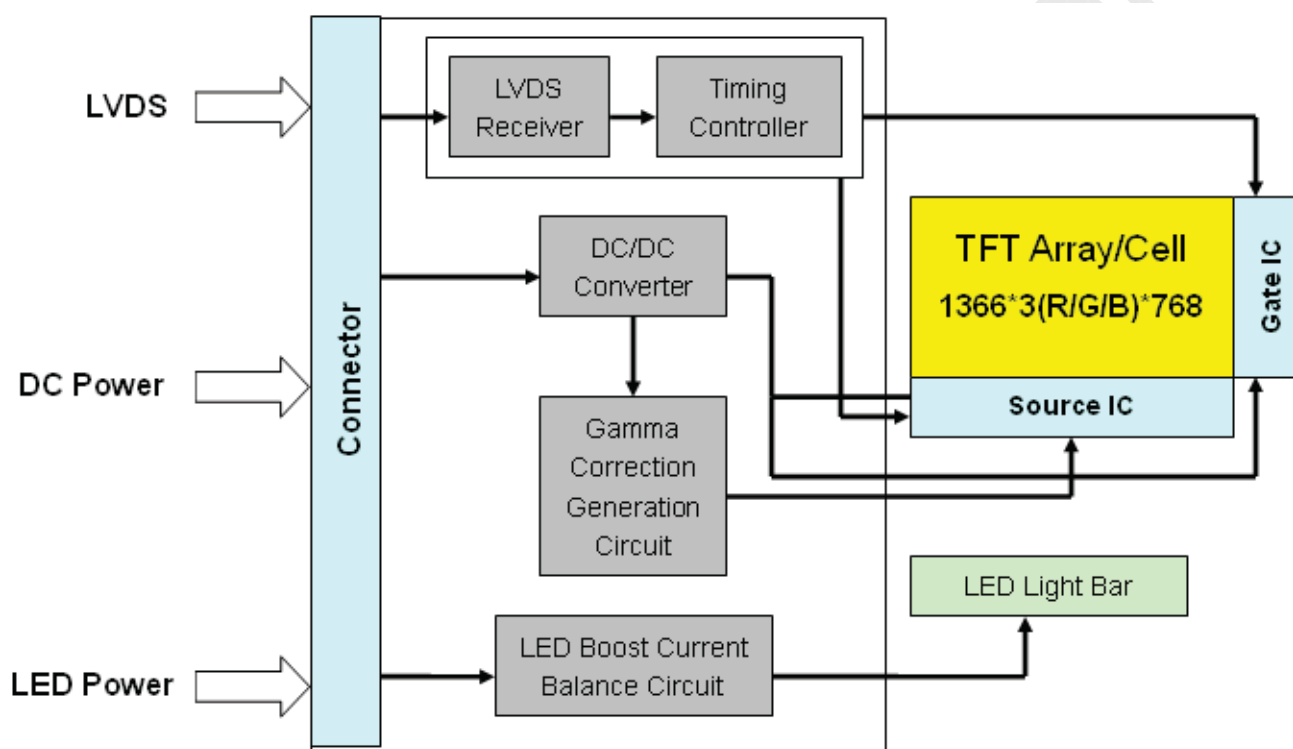 LVDS
DC Power
LED Power
Connector
LVDS
Receiver
Timing
Controller
DC/DC
Converter
Gamma
Correction
Generation
Circuit
LED Boost Current
Balance Circuit
TFT Array/Cell
1366*3(R/G/B)*768
Gate IC
Source IC
LED Light Bar